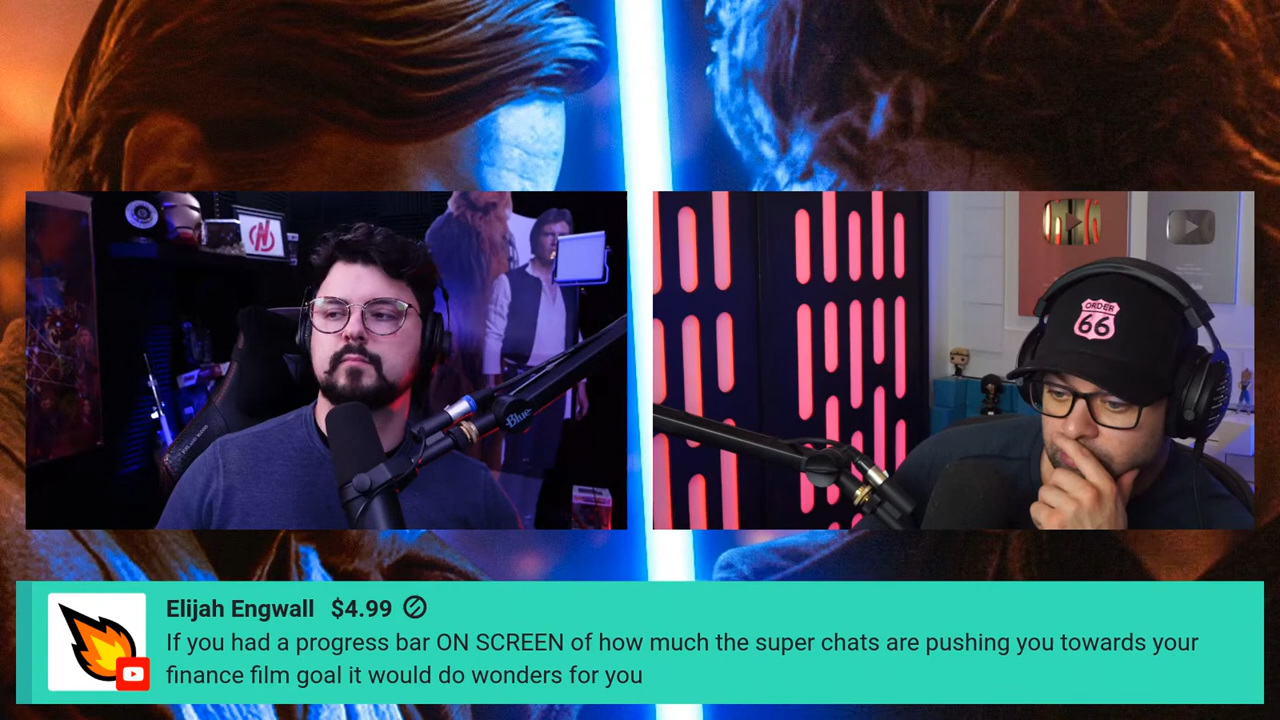 ORDER
66
Blue
Elijah Engwall $4.99
If you had a progress bar ON SCREEN of how much the super chats are pushing you towards your
finance film goal it would do wonders for you